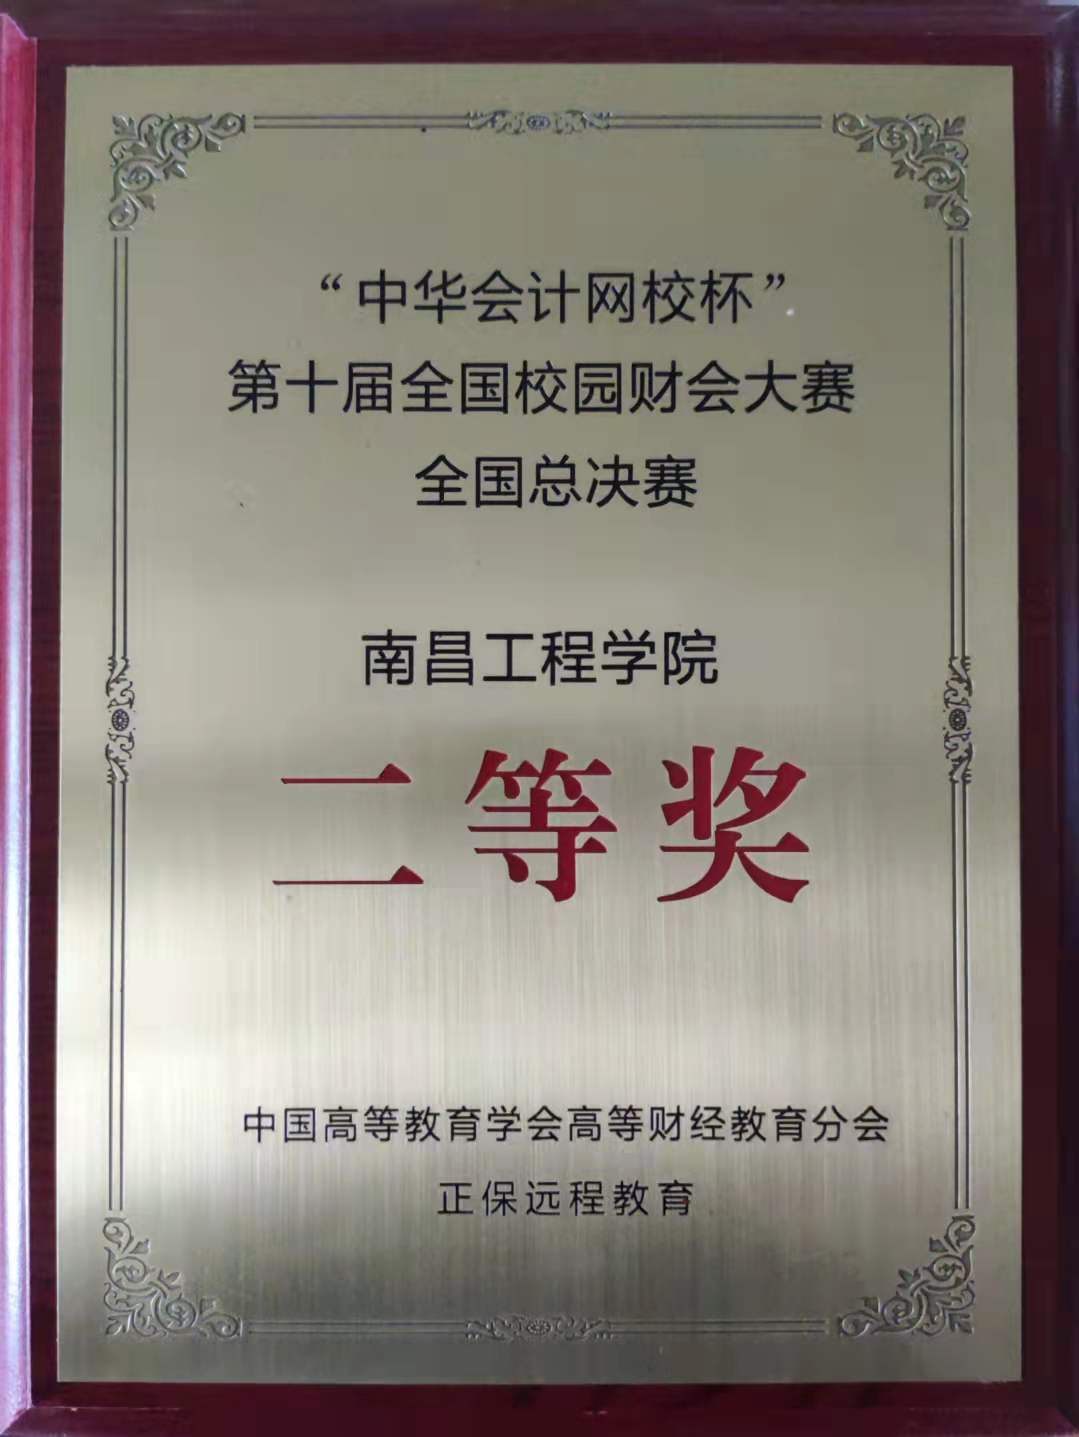 “中华会计网校杯”
第十届全国校园财会大赛
全国总决赛
南昌工程学院
二等奖
中国高等教育学会高等财经教育分会
正保远程教育